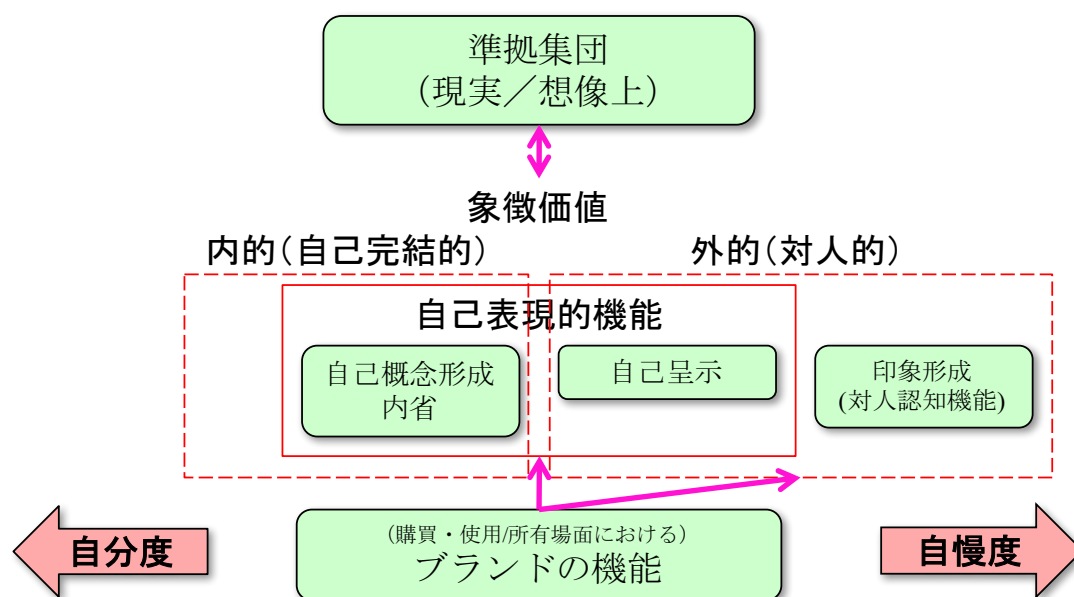 準拠集団
(現実／想像上)
象徴価値
内的(自己完結的)
外的(対人的)
自己表現的機能
自己概念形成
内省
自己呈示
印象形成
(対人認知機能)
自分度
(購買・使用/所有場面における)
ブランドの機能
自慢度